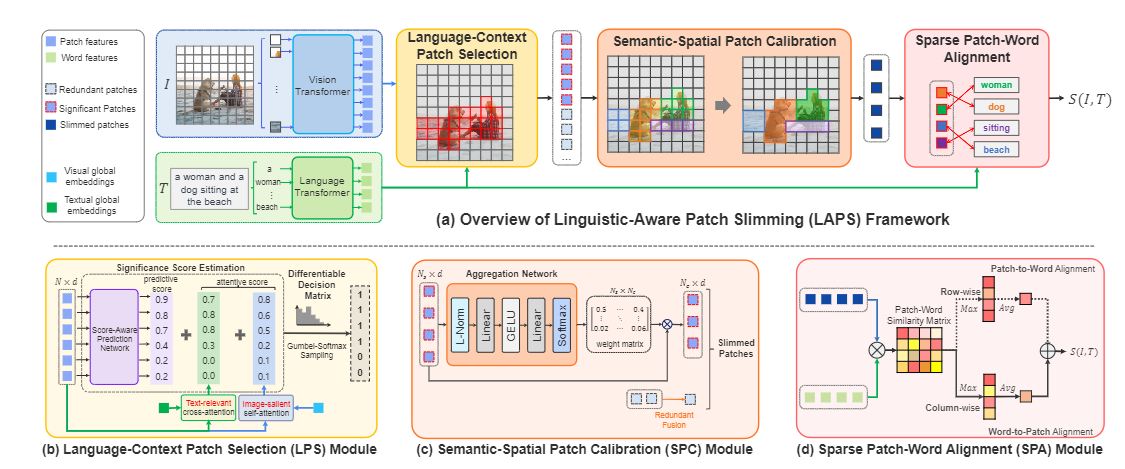 Patch features
Word features
Redundant patches
Significant Patches
Slimmed patches
Visual global
embeddings
Textual global
embeddings
I
...
Vision
Transformer
T
a woman and a
dog sitting at
the beach
a
woman
⋮
beach
Language
Transformer
Language-Context
Patch Selection
...
Semantic-Spatial Patch Calibration
Sparse Patch-Word
Alignment
woman
dog
sitting
beach
S(I,T)
(a) Overview of Linguistic-Aware Patch Slimming (LAPS) Framework
Significance Score Estimation
N × d
predictive
score
attentive score
Score-Aware
Prediction
Network
0.9 0.7 0.8
0.8 0.8 0.6
0.7 0.8 0.5
0.4 0.3 0.2
0.2 0.0 0.1
0.2 0.0 0.1
+ +
Differentiable
Decision
Matrix
Gumbel-Softmax
Sampling
1
1
1
1
0
0
Text-relevant
cross-attention
Image-salient
self-attention
(b) Language-Context Patch Selection (LPS) Module
N_s × d
Aggregation Network
L-Norm
Linear
GELU
Linear
Softmax
N_s × N_c
0.5 ⋯ 0.4
⋮ ⋱ ⋮
0.02 ⋯ 0.06
weight matrix
N_c × d
Slimmed
Patches
Redundant
Fusion
(c) Semantic-Spatial Patch Calibration (SPC) Module
Patch-to-Word Alignment
Row-wise
Max
Avg
Patch-Word
Similarity Matrix
S(I,T)
Max
Avg
Column-wise
Word-to-Patch Alignment
(d) Sparse Patch-Word Alignment (SPA) Module